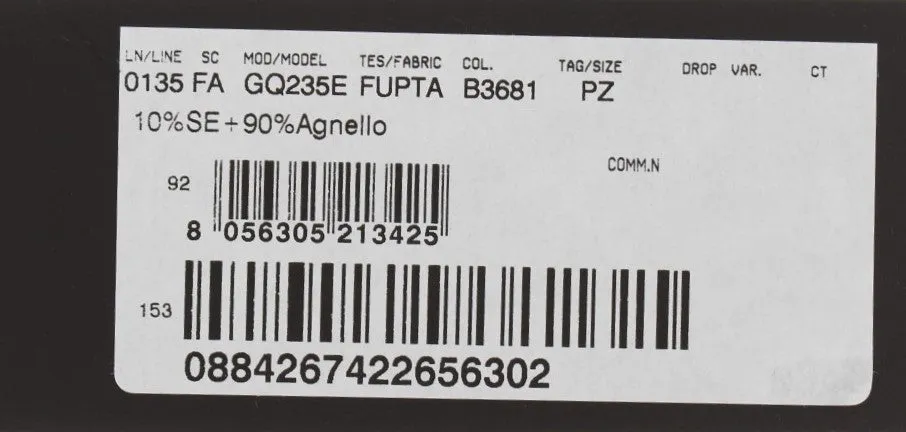 LN/LINE SC MOD/MODEL TES/FABRIC COL. TAG/SIZE DROP VAR. CT
0135 FA GQ235E FUPTA B3681 PZ
10%SE+90%Agnello
COMM.N
92
8 056305 213425
153
0884267422656302